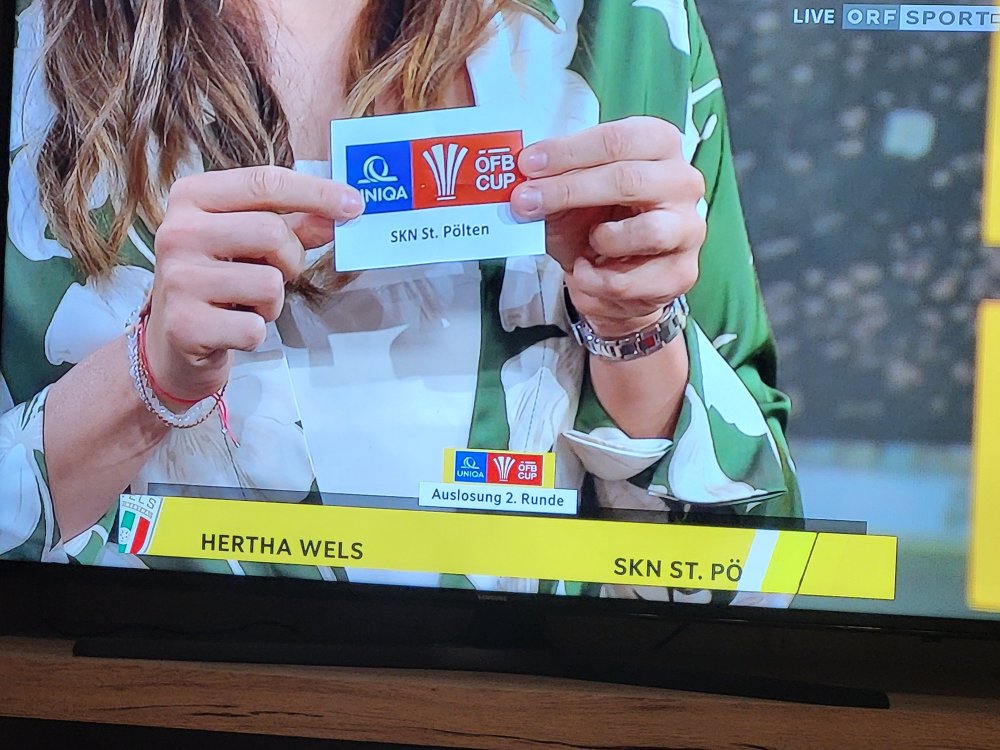 LIVE ORF SPORT
UNIQA ÖFB
CUP
SKN St. Pölten
UNIQA ÖFB
CUP
Auslosung 2. Runde
HERTHA WELS SKN ST. PÖ
SAMSUNG